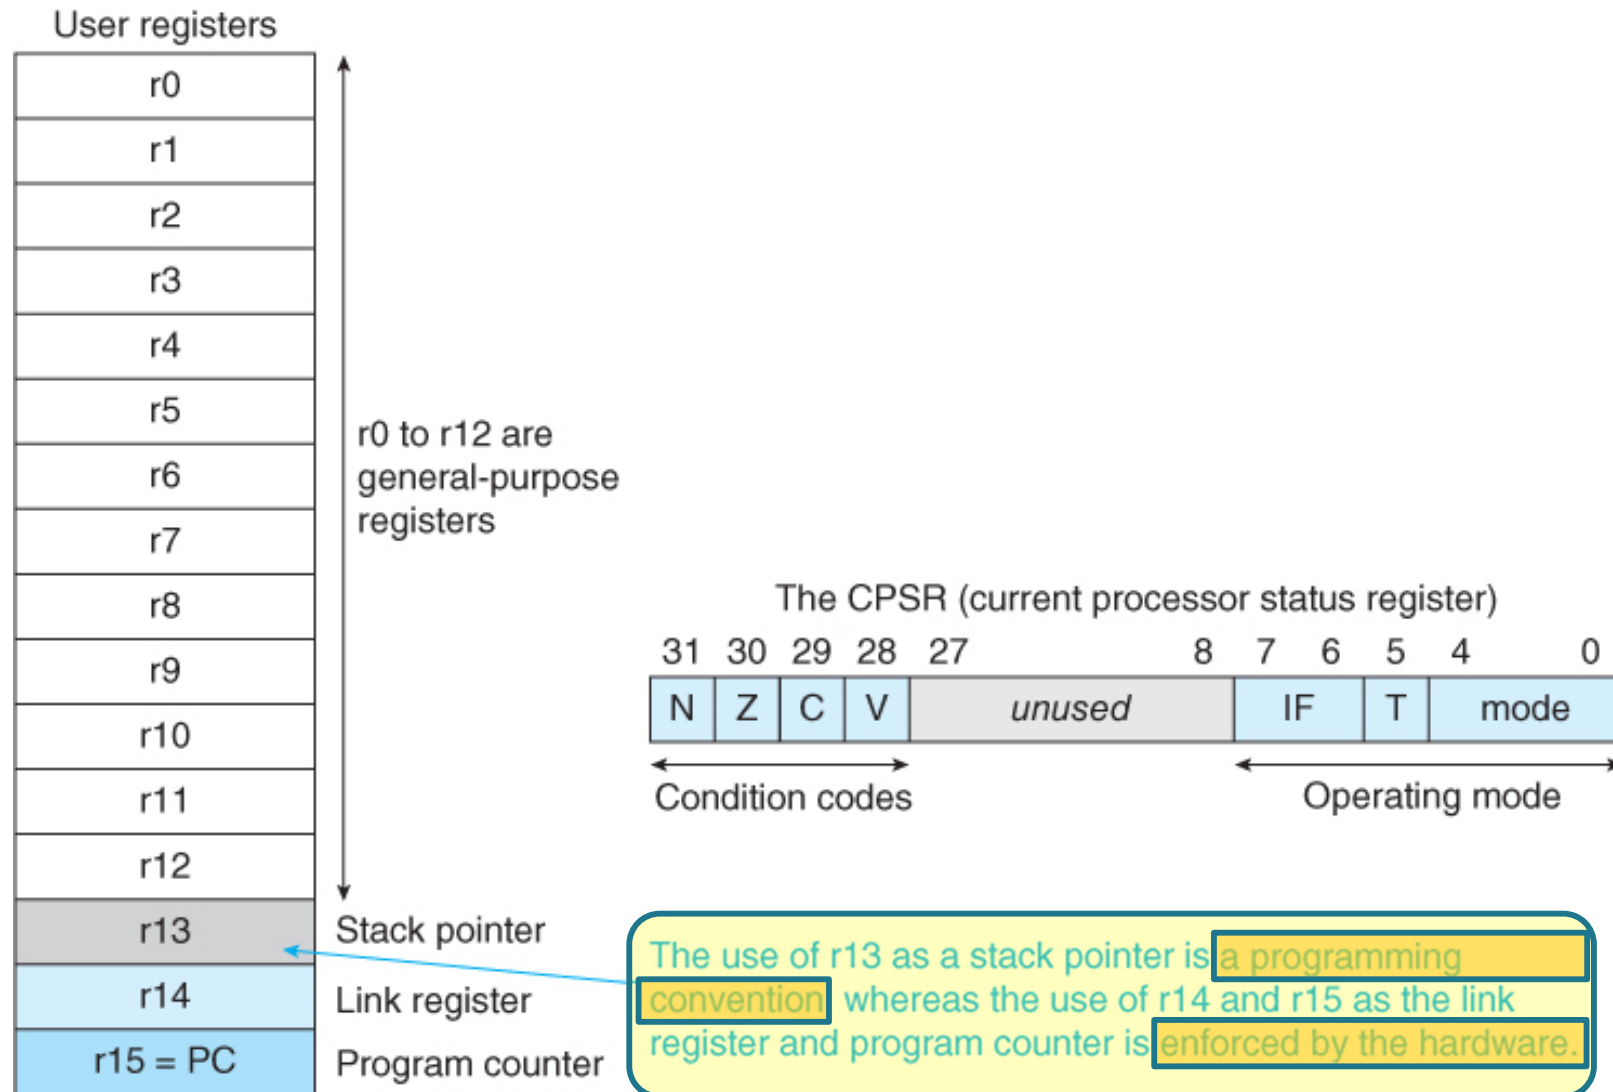 User registers
r0
r1
r2
r3
r4
r5
r6
r7
r8
r9
r10
r11
r12
r13
r14
r15 = PC
r0 to r12 are
general-purpose
registers
Stack pointer
Link register
Program counter
The CPSR (current processor status register)
31 30 29 28 27 8 7 6 5 4 0
N Z C V unused IF T mode
Condition codes
Operating mode
The use of r13 as a stack pointer is a programming
convention, whereas the use of r14 and r15 as the link
register and program counter is enforced by the hardware.